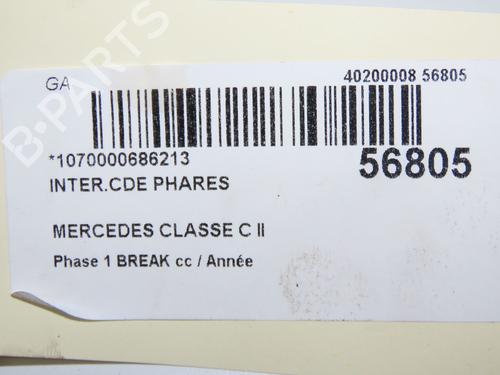 GA
40200008 56805
*1070000686213
56805
INTER.CDE PHARES
MERCEDES CLASSE C II
Phase 1 BREAK cc / Année
B-PARTS